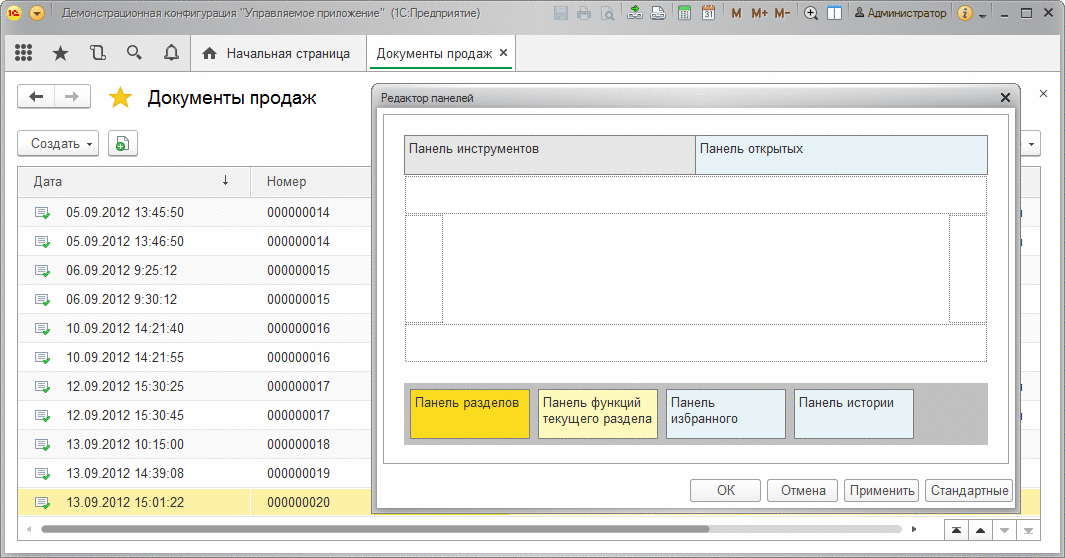 Демонстрационная конфигурация "Управляемое приложение" (1С:Предприятие)
31 M M+ M- Администратор
Начальная страница
Документы продаж
Документы продаж
Создать
Дата Номер
05.09.2012 13:45:50 000000014
05.09.2012 13:46:50 000000014
06.09.2012 9:25:12 000000015
06.09.2012 9:30:12 000000015
10.09.2012 14:21:40 000000016
10.09.2012 14:21:55 000000016
12.09.2012 15:30:25 000000017
12.09.2012 15:30:45 000000017
13.09.2012 10:15:00 000000018
13.09.2012 14:39:08 000000019
13.09.2012 15:01:22 000000020
Редактор панелей
Панель инструментов
Панель открытых
Панель разделов
Панель функций
текущего раздела
Панель
избранного
Панель истории
ОК
Отмена
Применить
Стандартные